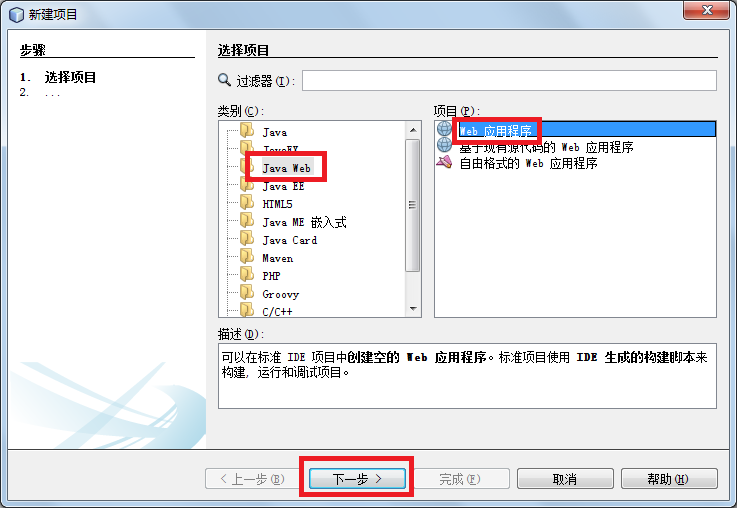 新建项目
步骤
1. 选择项目
2. ...
选择项目
过滤器(I):
类别(C):
Java
JavaFX
Java Web
Java EE
HTML5
Java ME 嵌入式
Java Card
Maven
PHP
Groovy
C/C++
项目(P):
Web 应用程序
基于现有源代码的 Web 应用程序
自由格式的 Web 应用程序
描述(D):
可以在标准 IDE 项目中创建空的 Web 应用程序。标准项目使用 IDE 生成的构建脚本来
构建, 运行和调试项目。
< 上一步(B)
下一步 >
完成(F)
取消
帮助(H)